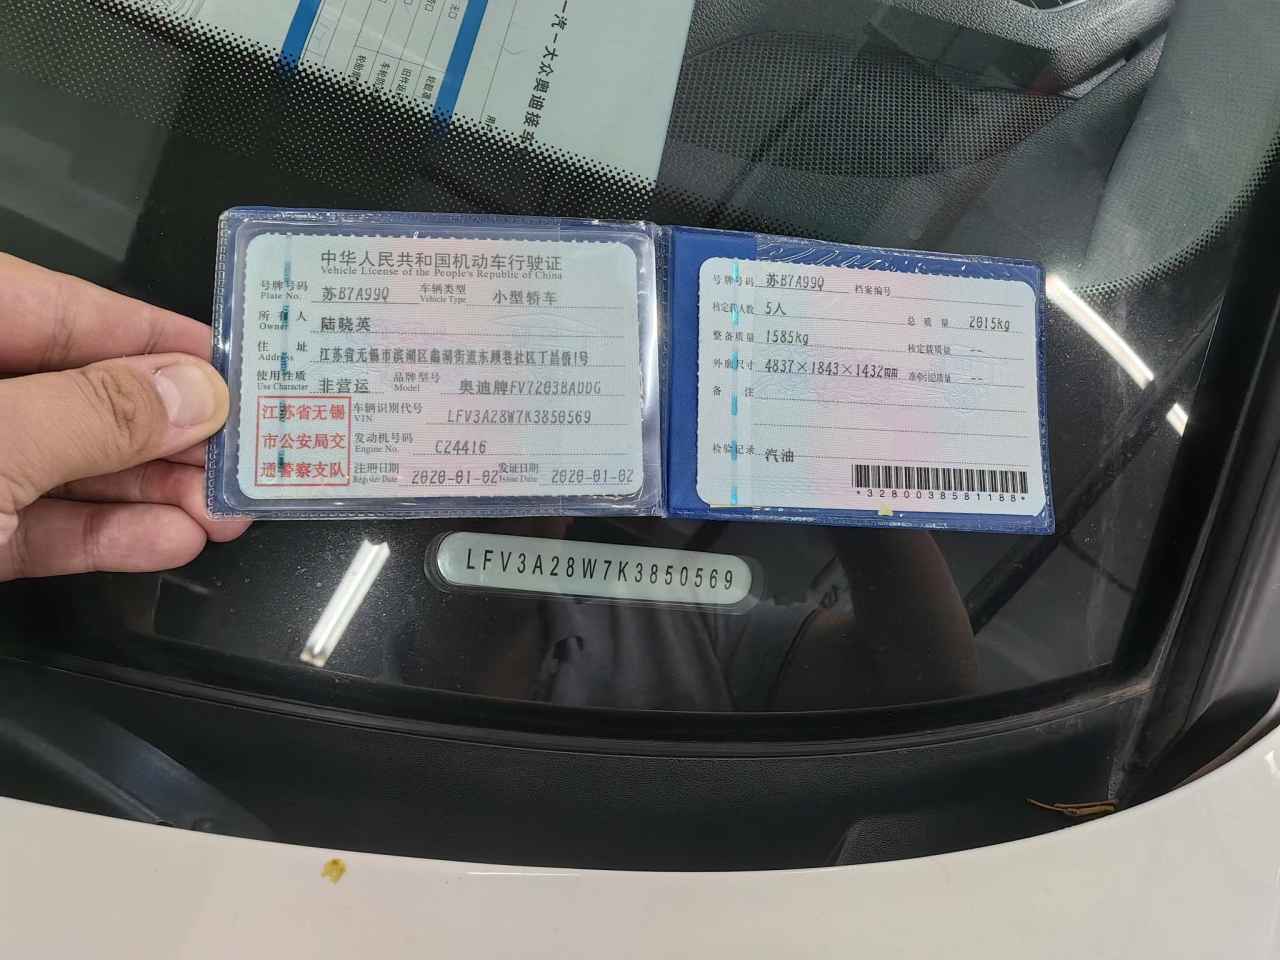 一汽-大众奥迪接车
中华人民共和国机动车行驶证
Vehicle License of the People's Republic of China
号牌号码 Plate No. 苏B7A99Q 车辆类型 Vehicle Type 小型轿车
所有人 Owner 陆晓英
住址 Address 江苏省无锡市滨湖区蠡湖街道东顾巷社区丁昌桥1号
使用性质 Use Character 非营运 品牌型号 Model 奥迪牌FV7203BADDG
江苏省无锡
市公安局交
通警察支队
车辆识别代号 VIN LFV3A28W7K3850569
发动机号码 Engine No. C24416
注册日期 Register Date 2020-01-02 发证日期 Issue Date 2020-01-02
号牌号码 苏B7A99Q 档案编号
核定载人数 5人 总质量 2015kg
整备质量 1585kg 核定载质量 --
外廓尺寸 4837×1843×1432mm 准牵引总质量 --
备注
检验记录 汽油
*3280038581188*
LFV3A28W7K3850569